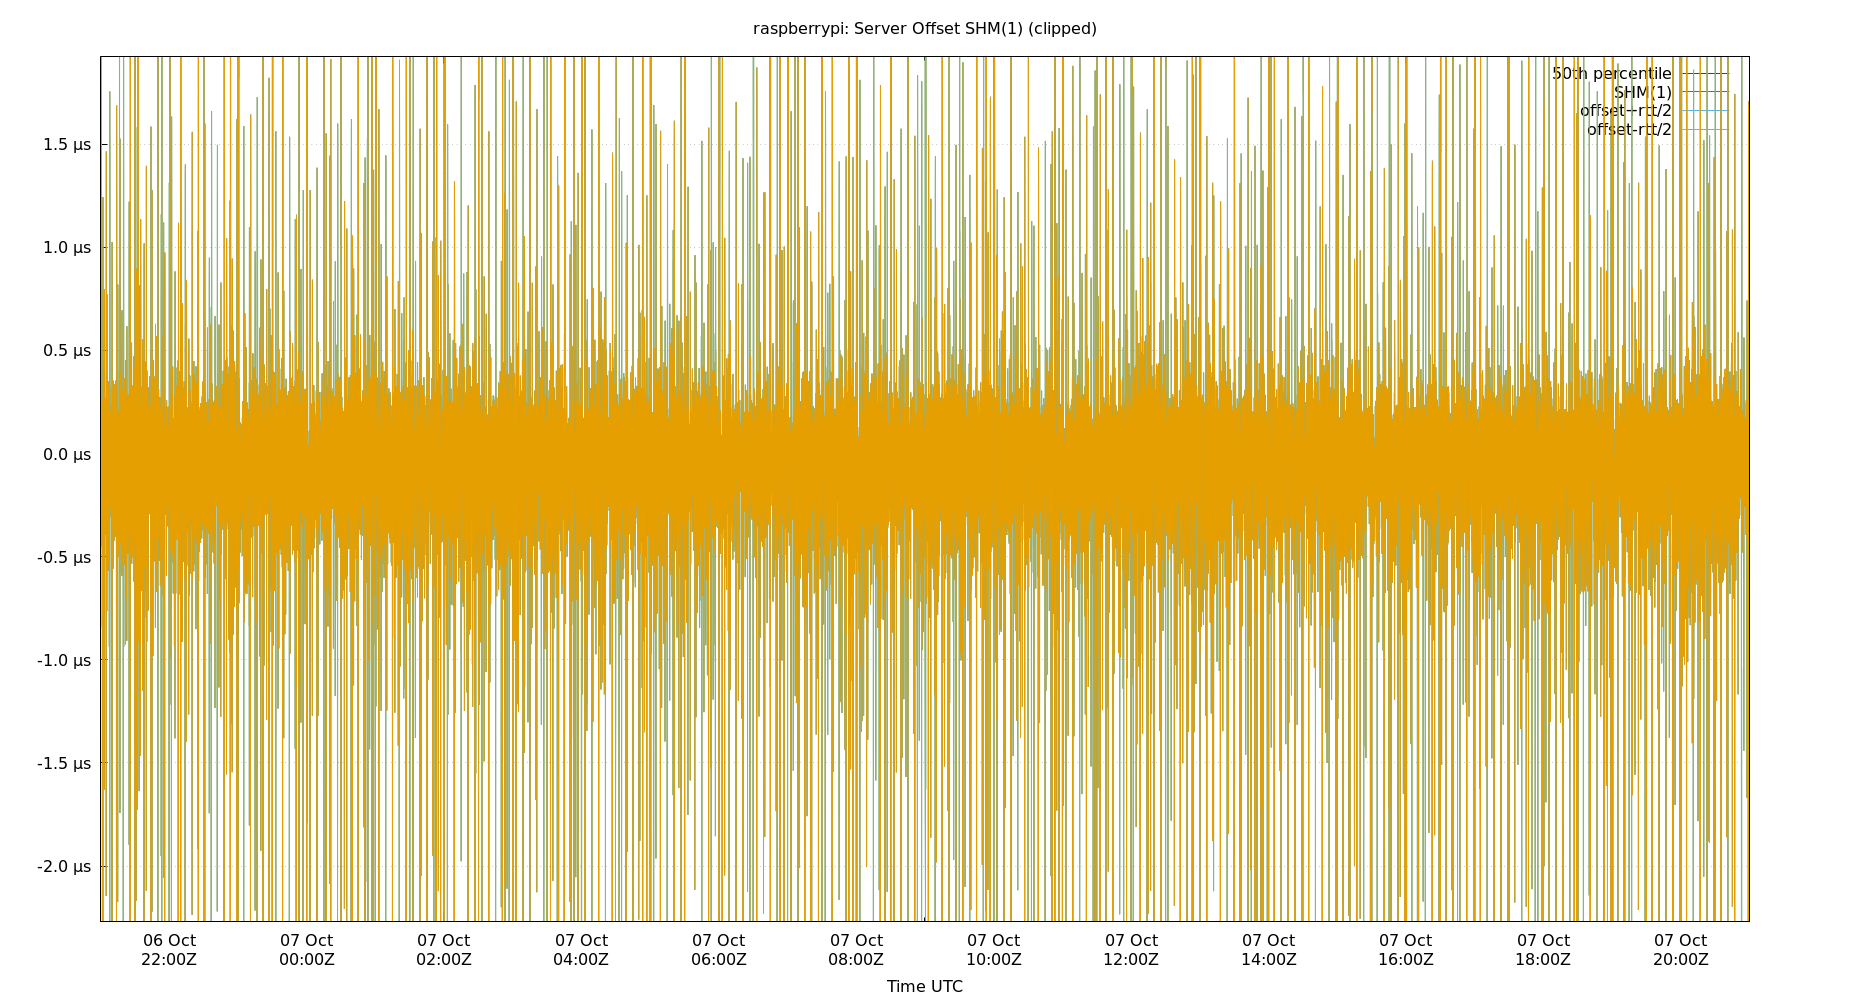 raspberrypi: Server Offset SHM(1) (clipped)
50th percentile
SHM(1)
offset+rtt/2
offset-rtt/2
1.5 µs
1.0 µs
0.5 µs
0.0 µs
-0.5 µs
-1.0 µs
-1.5 µs
-2.0 µs
06 Oct 07 Oct 07 Oct 07 Oct 07 Oct 07 Oct 07 Oct 07 Oct 07 Oct 07 Oct 07 Oct 07 Oct
22:00Z 00:00Z 02:00Z 04:00Z 06:00Z 08:00Z 10:00Z 12:00Z 14:00Z 16:00Z 18:00Z 20:00Z
Time UTC